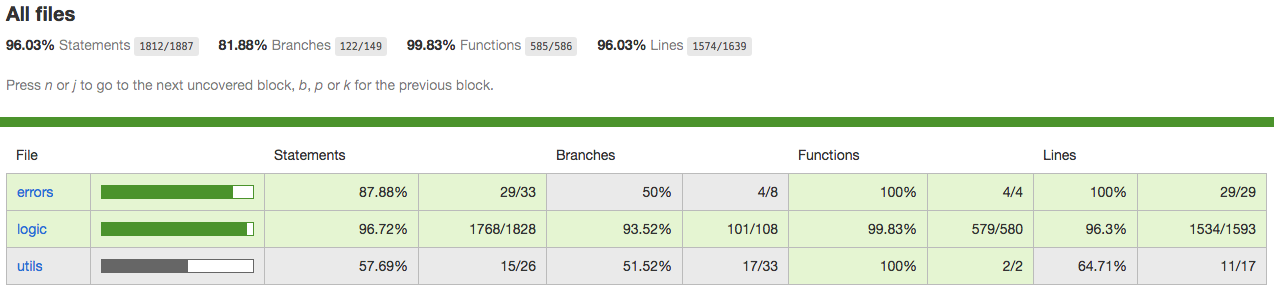 All files
96.03% Statements 1812/1887 81.88% Branches 122/149 99.83% Functions 585/586 96.03% Lines 1574/1639
Press n or j to go to the next uncovered block, b, p or k for the previous block.
File Statements Branches Functions Lines
errors 87.88% 29/33 50% 4/8 100% 4/4 100% 29/29
logic 96.72% 1768/1828 93.52% 101/108 99.83% 579/580 96.3% 1534/1593
utils 57.69% 15/26 51.52% 17/33 100% 2/2 64.71% 11/17